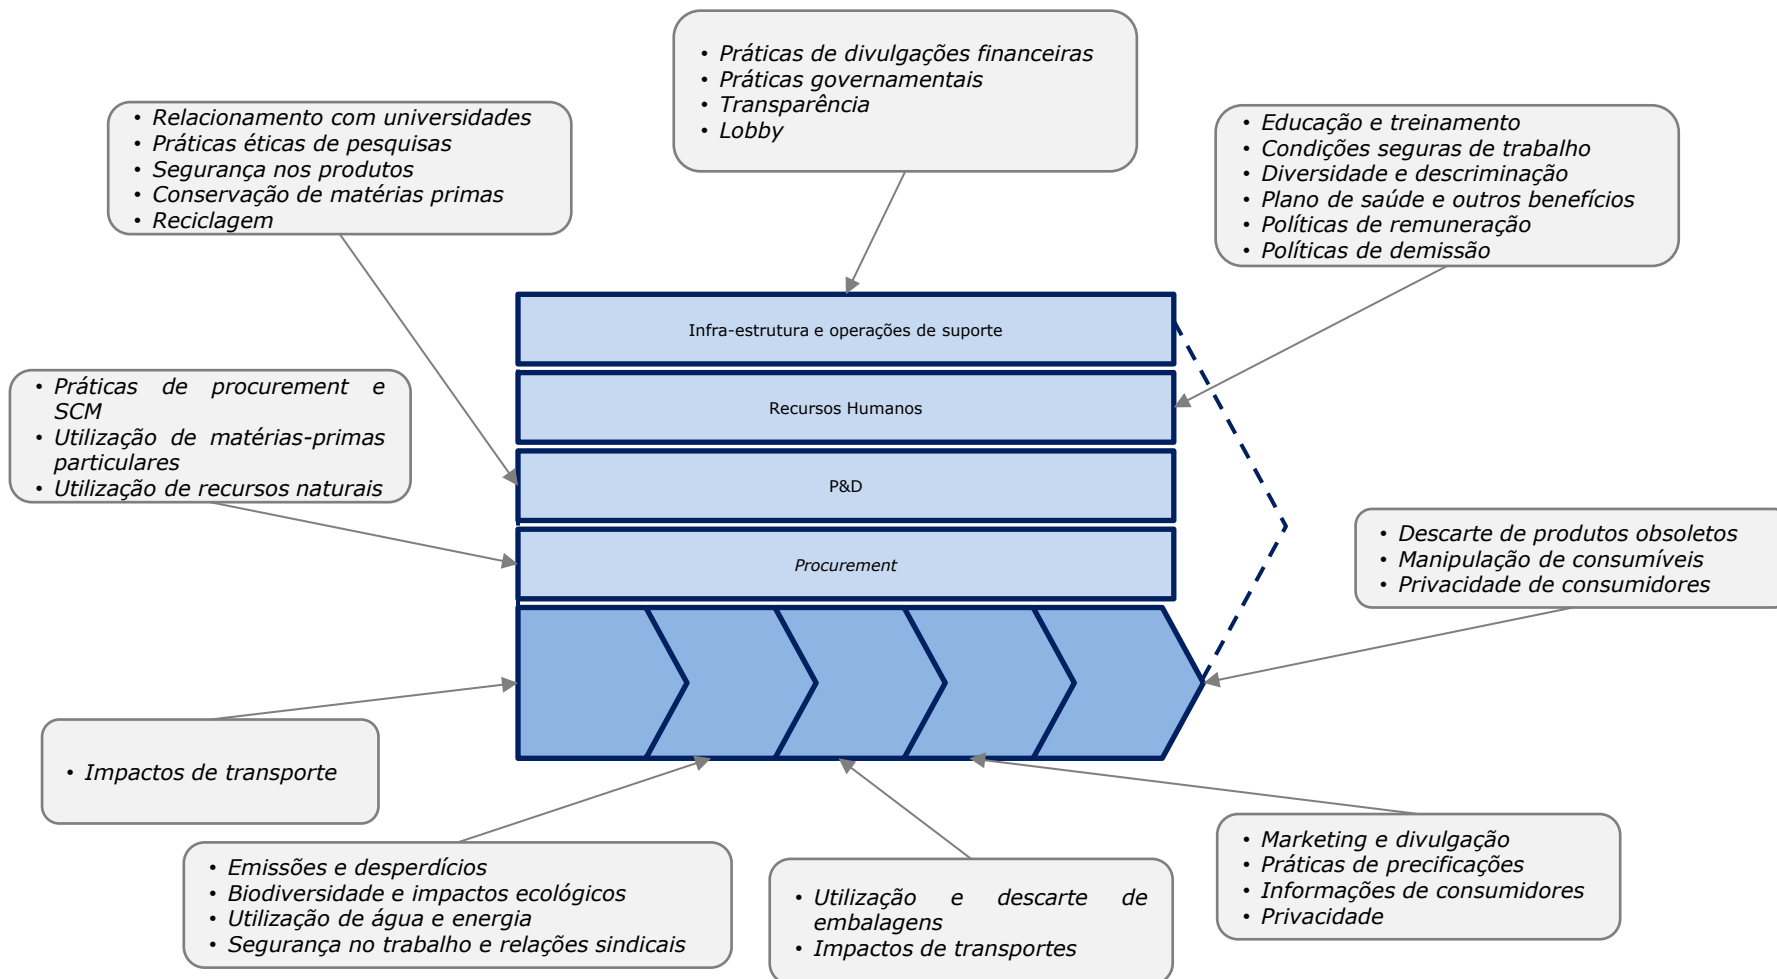 • Práticas de divulgações financeiras
• Práticas governamentais
• Transparência
• Lobby
• Relacionamento com universidades
• Práticas éticas de pesquisas
• Segurança nos produtos
• Conservação de matérias primas
• Reciclagem
• Educação e treinamento
• Condições seguras de trabalho
• Diversidade e descriminação
• Plano de saúde e outros benefícios
• Políticas de remuneração
• Políticas de demissão
Infra-estrutura e operações de suporte
• Práticas de procurement e
SCM
• Utilização de matérias-primas
particulares
• Utilização de recursos naturais
Recursos Humanos
P&D
Procurement
• Descarte de produtos obsoletos
• Manipulação de consumíveis
• Privacidade de consumidores
• Impactos de transporte
• Emissões e desperdícios
• Biodiversidade e impactos ecológicos
• Utilização de água e energia
• Segurança no trabalho e relações sindicais
• Utilização e descarte de
embalagens
• Impactos de transportes
• Marketing e divulgação
• Práticas de precificações
• Informações de consumidores
• Privacidade